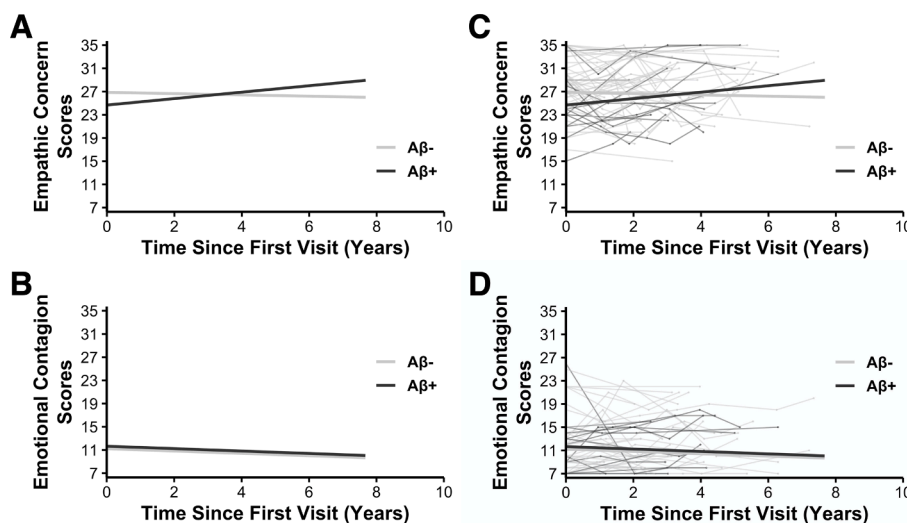 A
Empathic Concern
Scores
35
31
27
23
19
15
11
7
Aβ-
Aβ+
0 2 4 6 8 10
Time Since First Visit (Years)
C
Empathic Concern
Scores
35
31
27
23
19
15
11
7
Aβ-
Aβ+
0 2 4 6 8 10
Time Since First Visit (Years)
B
Emotional Contagion
Scores
35
31
27
23
19
15
11
7
Aβ-
Aβ+
0 2 4 6 8 10
Time Since First Visit (Years)
D
Emotional Contagion
Scores
35
31
27
23
19
15
11
7
Aβ-
Aβ+
0 2 4 6 8 10
Time Since First Visit (Years)